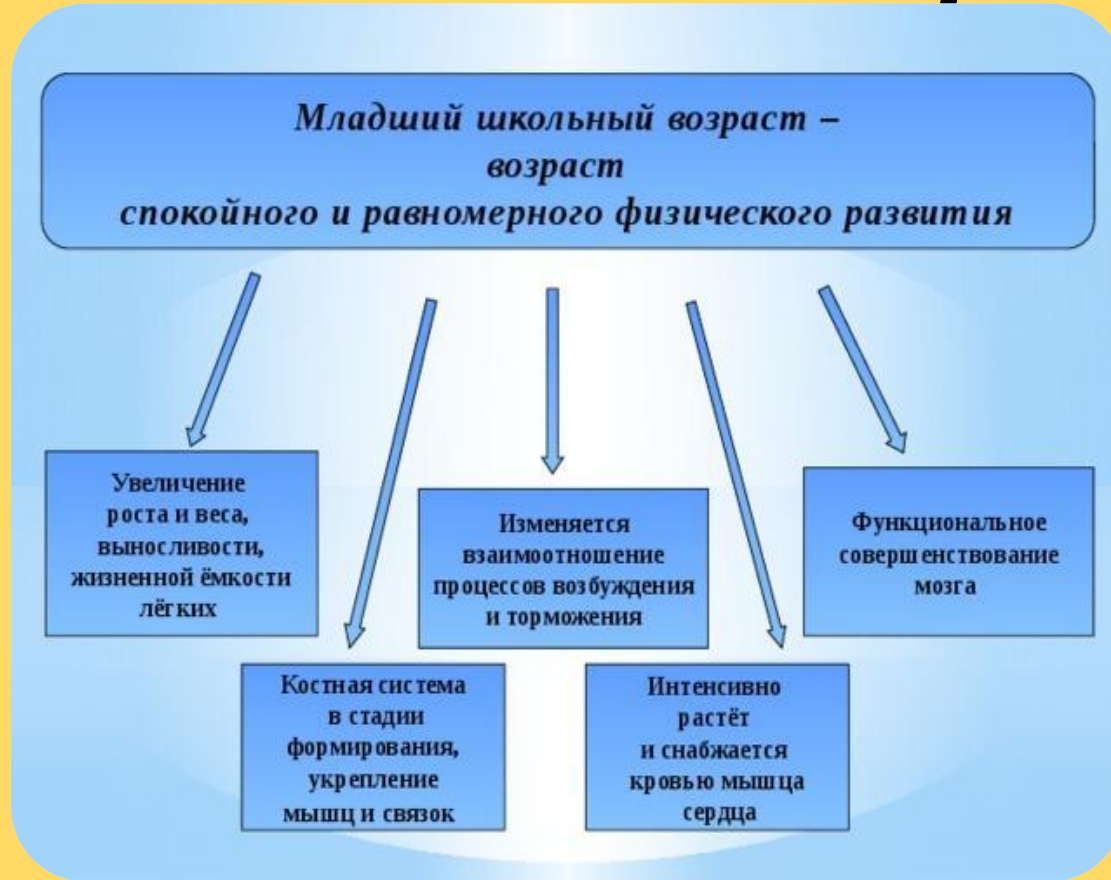 Младший школьный возраст –
возраст
спокойного и равномерного физического развития
Увеличение
роста и веса,
выносливости,
жизненной ёмкости
лёгких
Изменяется
взаимоотношение
процессов возбуждения
и торможения
Функциональное
совершенствование
мозга
Костная система
в стадии
формирования,
укрепление
мышц и связок
Интенсивно
растёт
и снабжается
кровью мышца
сердца